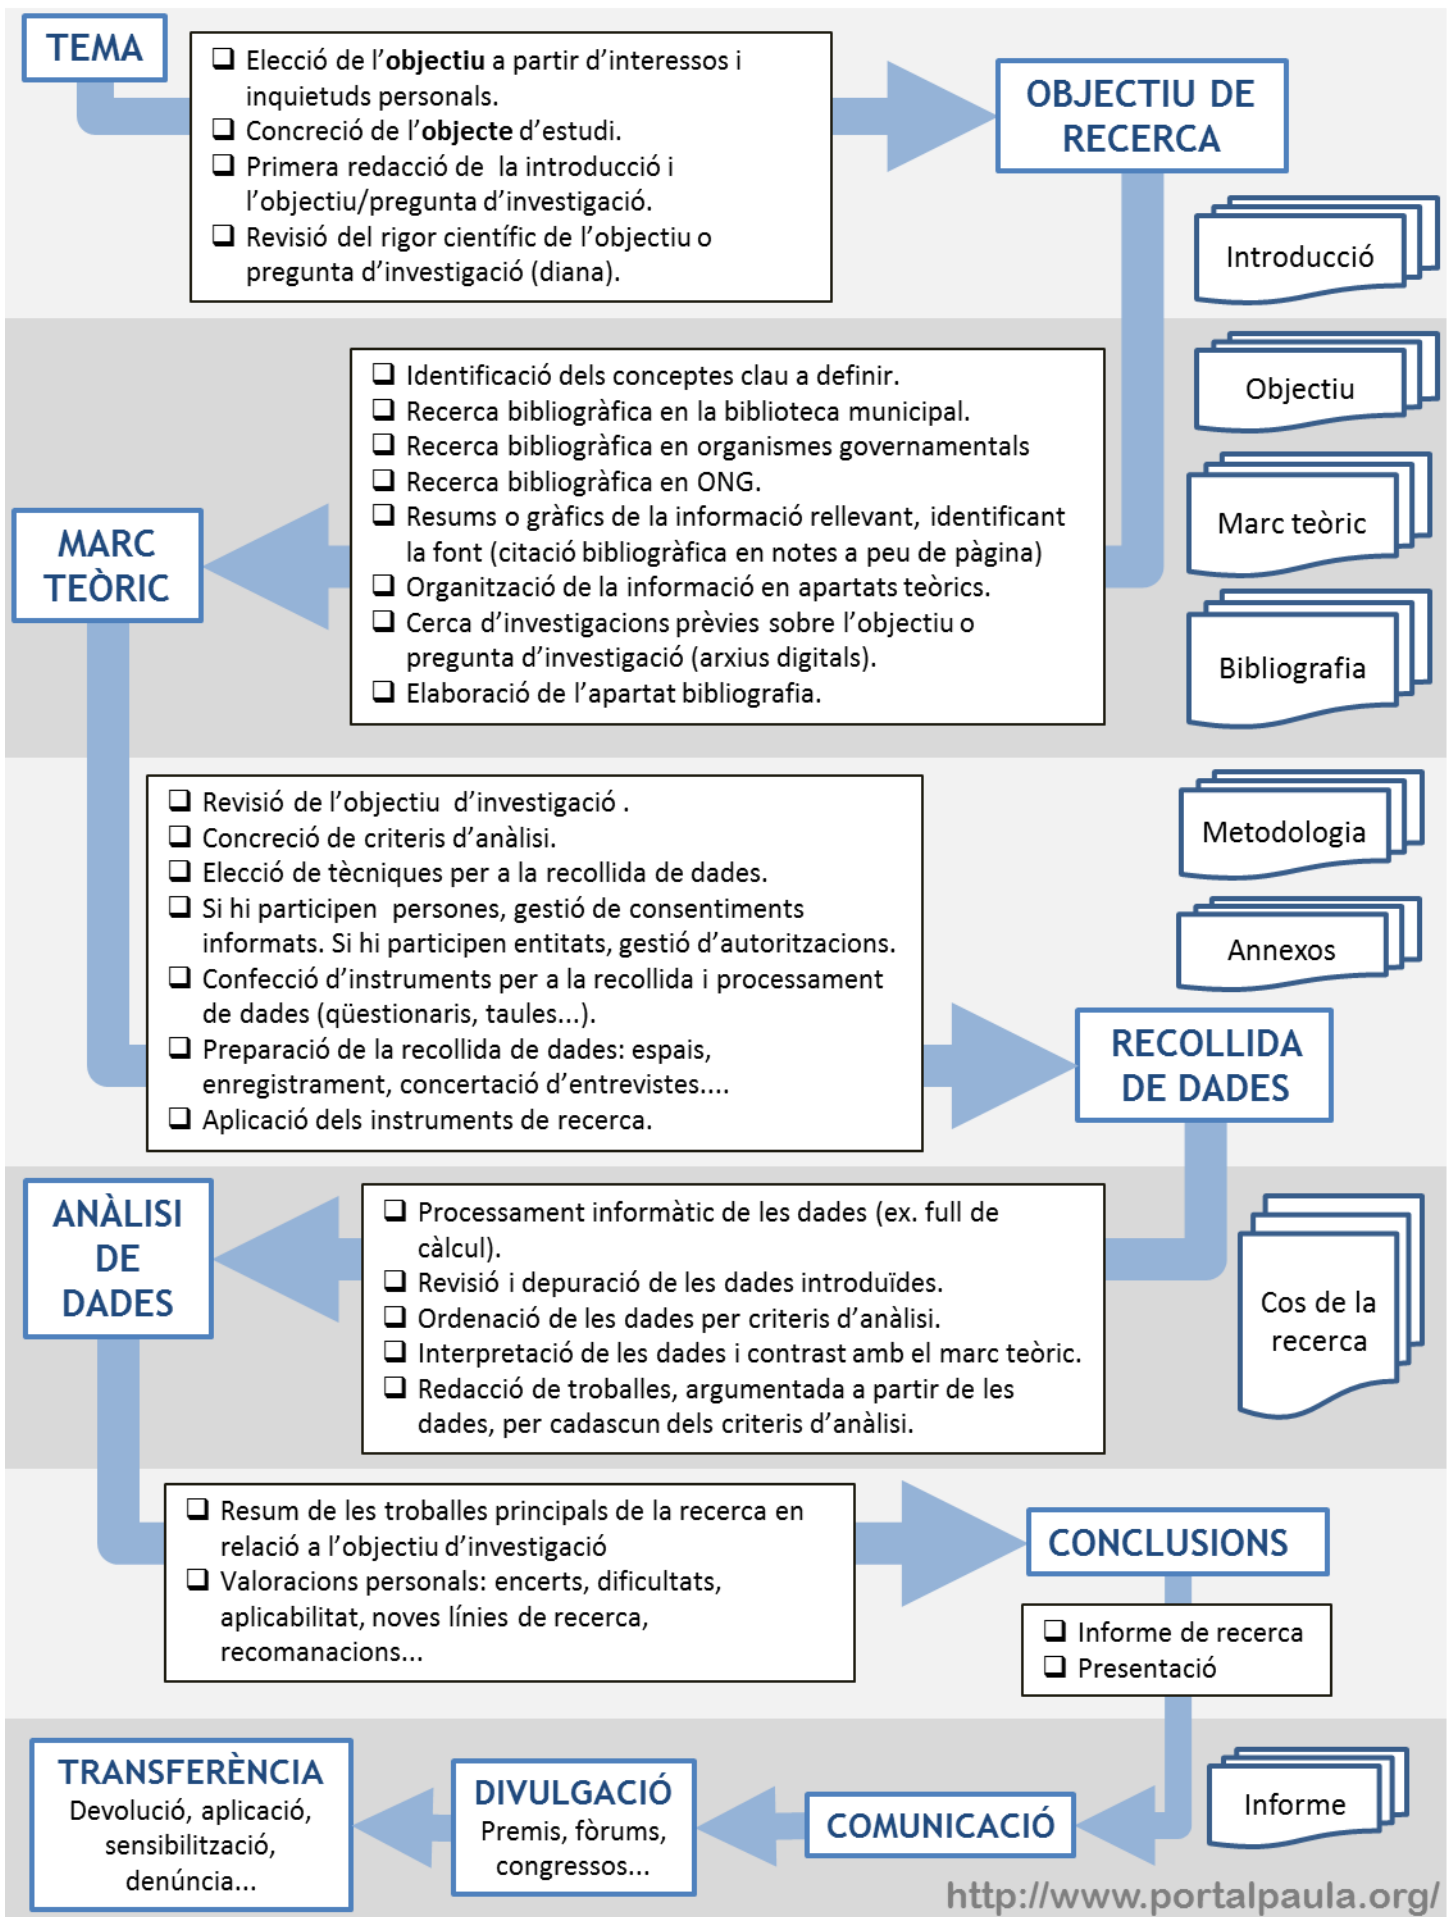 TEMA
❑ Elecció de l’objectiu a partir d’interessos i
inquietuds personals.
❑ Concreció de l’objecte d’estudi.
❑ Primera redacció de la introducció i
l’objectiu/pregunta d’investigació.
❑ Revisió del rigor científic de l’objectiu o
pregunta d’investigació (diana).
OBJECTIU DE
RECERCA
Introducció
❑ Identificació dels conceptes clau a definir.
❑ Recerca bibliogràfica en la biblioteca municipal.
❑ Recerca bibliogràfica en organismes governamentals
❑ Recerca bibliogràfica en ONG.
❑ Resums o gràfics de la informació rellevant, identificant
la font (citació bibliogràfica en notes a peu de pàgina)
❑ Organització de la informació en apartats teòrics.
❑ Cerca d’investigacions prèvies sobre l’objectiu o
pregunta d’investigació (arxius digitals).
❑ Elaboració de l’apartat bibliografia.
MARC
TEÒRIC
Objectiu
Marc teòric
Bibliografia
❑ Revisió de l’objectiu d’investigació .
❑ Concreció de criteris d’anàlisi.
❑ Elecció de tècniques per a la recollida de dades.
❑ Si hi participen persones, gestió de consentiments
informats. Si hi participen entitats, gestió d’autoritzacions.
❑ Confecció d’instruments per a la recollida i processament
de dades (qüestionaris, taules...).
❑ Preparació de la recollida de dades: espais,
enregistrament, concertació d’entrevistes....
❑ Aplicació dels instruments de recerca.
Metodologia
Annexos
RECOLLIDA
DE DADES
ANÀLISI
DE
DADES
❑ Processament informàtic de les dades (ex. full de
càlcul).
❑ Revisió i depuració de les dades introduïdes.
❑ Ordenació de les dades per criteris d’anàlisi.
❑ Interpretació de les dades i contrast amb el marc teòric.
❑ Redacció de troballes, argumentada a partir de les
dades, per cadascun dels criteris d’anàlisi.
Cos de la
recerca
❑ Resum de les troballes principals de la recerca en
relació a l’objectiu d’investigació
❑ Valoracions personals: encerts, dificultats,
aplicabilitat, noves línies de recerca,
recomanacions...
CONCLUSIONS
❑ Informe de recerca
❑ Presentació
Informe
COMUNICACIÓ
DIVULGACIÓ
Premis, fòrums,
congressos...
TRANSFERÈNCIA
Devolució, aplicació,
sensibilització,
denúncia...
http://www.portalpaula.org/